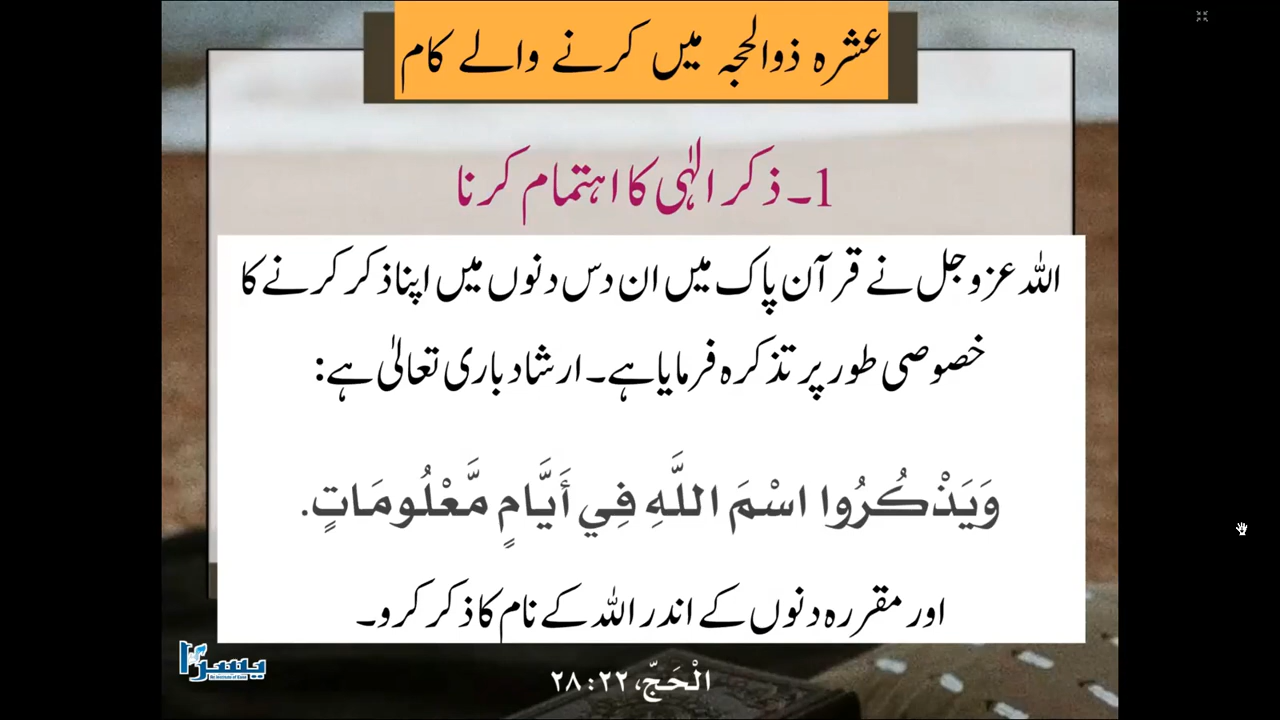 عشرہ ذوالحجہ میں کرنے والے کام
1۔ ذکر الٰہی کا اہتمام کرنا
اللہ عزوجل نے قرآن پاک میں ان دس دنوں میں اپنا ذکر کرنے کا
خصوصی طور پر تذکرہ فرمایا ہے۔ ارشاد باری تعالیٰ ہے:
وَيَذْكُرُوا اسْمَ اللَّهِ فِي أَيَّامٍ مَّعْلُومَاتٍ.
اور مقررہ دنوں کے اندر اللہ کے نام کا ذکر کرو۔
الْحَجّ، ۲۲:۲۸